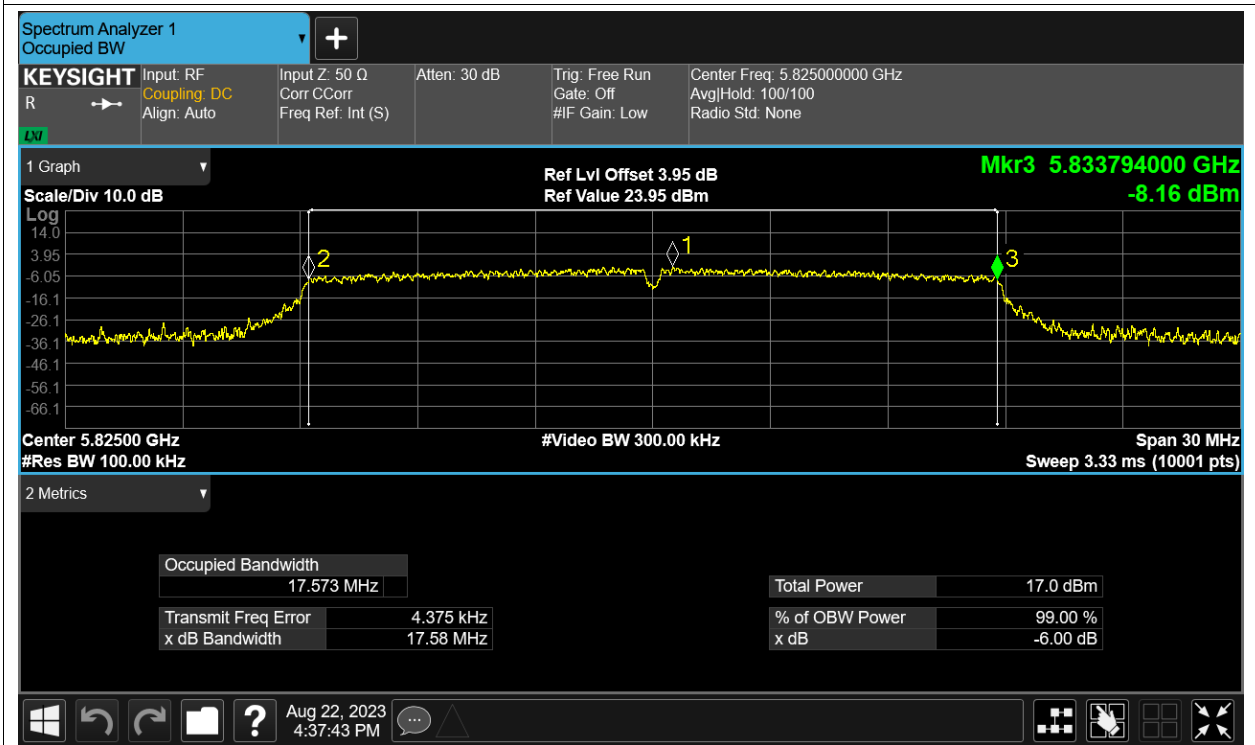 Spectrum Analyzer 1
Occupied BW
KEYSIGHT
R
LXI
Input: RF
Coupling: DC
Align: Auto
Input Z: 50 Ω
Corr CCorr
Freq Ref: Int (S)
Atten: 30 dB
Trig: Free Run
Gate: Off
#IF Gain: Low
Center Freq: 5.825000000 GHz
Avg|Hold: 100/100
Radio Std: None
1 Graph
Scale/Div 10.0 dB
Ref Lvl Offset 3.95 dB
Ref Value 23.95 dBm
Mkr3 5.833794000 GHz
-8.16 dBm
Log
14.0
3.95
-6.05
-16.1
-26.1
-36.1
-46.1
-56.1
-66.1
2
1
3
Center 5.82500 GHz
#Res BW 100.00 kHz
#Video BW 300.00 kHz
Span 30 MHz
Sweep 3.33 ms (10001 pts)
2 Metrics
Occupied Bandwidth
17.573 MHz
Transmit Freq Error 4.375 kHz
x dB Bandwidth 17.58 MHz
Total Power 17.0 dBm
% of OBW Power 99.00 %
x dB -6.00 dB
?
Aug 22, 2023
4:37:43 PM